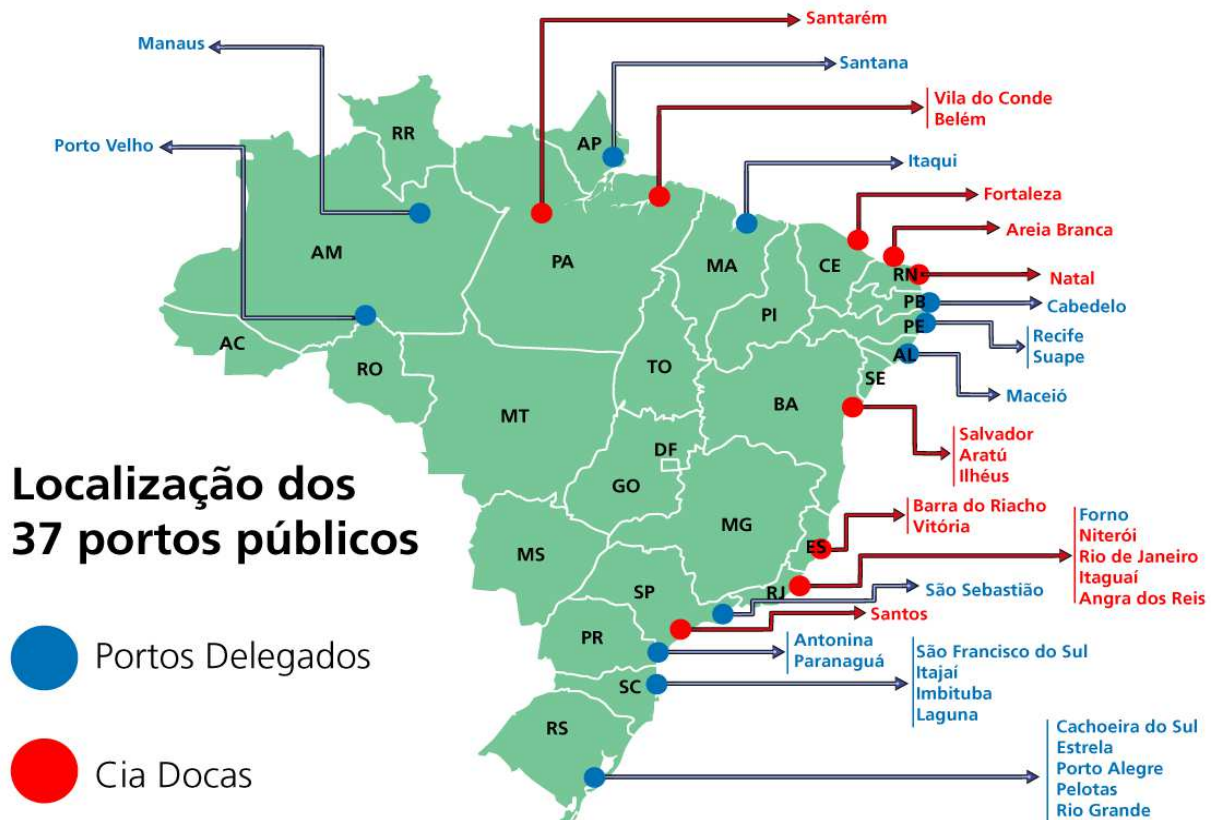 Santarém
Manaus
Santana
Vila do Conde
Belém
RR
AP
Porto Velho
Itaqui
Fortaleza
Areia Branca
AM
PA
MA
CE
RN
Natal
PB
Cabedelo
PI
PE
Recife
Suape
AC
RO
TO
AL
SE
Maceió
MT
BA
Salvador
Aratú
Ilhéus
DF
GO
Localização dos
37 portos públicos
MG
Barra do Riacho
Vitória
ES
Forno
Niterói
Rio de Janeiro
Itaguaí
Angra dos Reis
MS
SP
RJ
São Sebastião
Santos
PR
Antonina
Paranaguá
Portos Delegados
SC
São Francisco do Sul
Itajaí
Imbituba
Laguna
RS
Cachoeira do Sul
Estrela
Porto Alegre
Pelotas
Rio Grande
Cia Docas